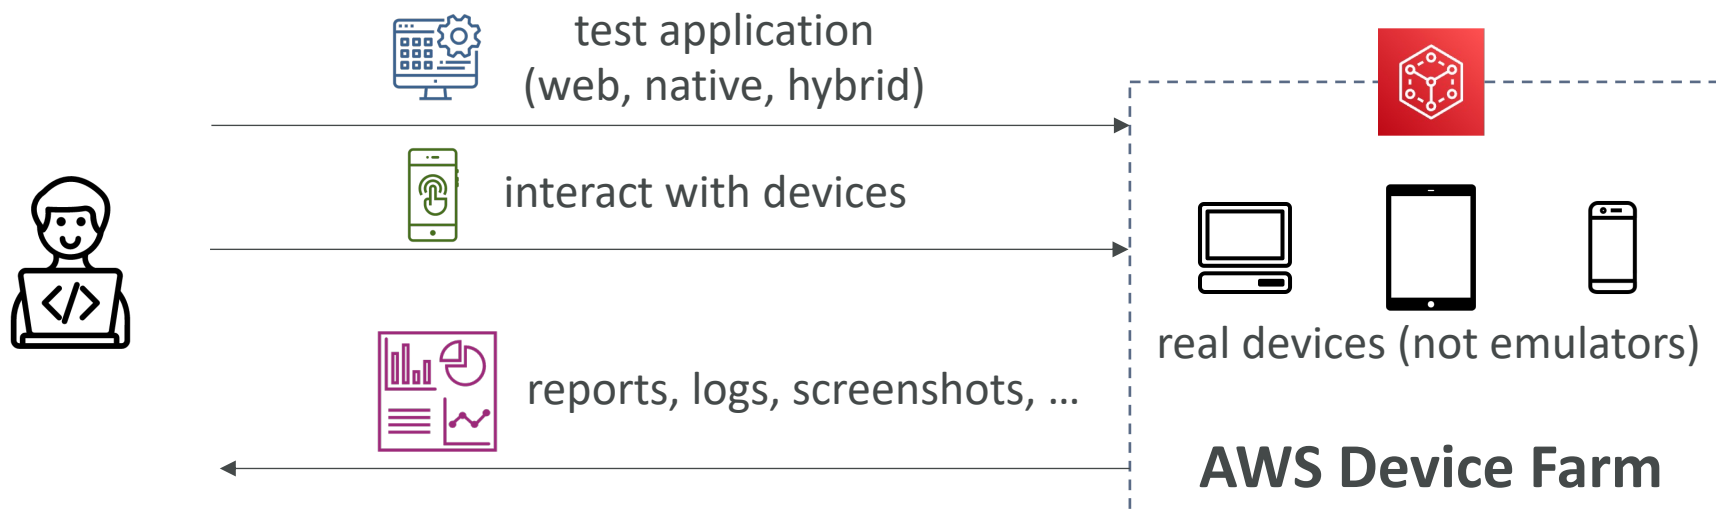 test application
(web, native, hybrid)
interact with devices
</>
real devices (not emulators)
reports, logs, screenshots, ...
AWS Device Farm